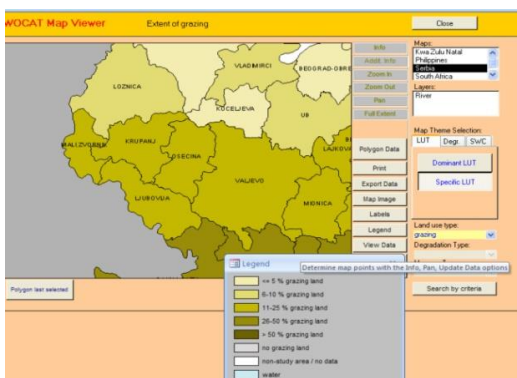 WOCAT Map Viewer
Extent of grazing
Close
Info
Addit. Info
Zoom In
Zoom Out
Pan
Full Extent
Maps:
Kwa Zulu Natal
Philippines
Serbia
South Africa
Layers:
River
Map Theme Selection:
LUT Degr. SWC
Dominant LUT
Specific LUT
Polygon Data
Print
Export Data
Map Image
Labels
Legend
View Data
Land use type:
grazing
Degradation Type:
Search by criteria
LOZNICA
VLADIMIRCI
BEOGRAD-OBRE
KOCELJEVA
UB
MALI ZVORNIK
KRUPANJ
OSECINA
LAJKOV
VALJEVO
LJUBOVIJA
MIONICA
Polygon last selected
Legend
Determine map points with the Info, Pan, Update Data options
<= 5 % grazing land
6-10 % grazing land
11-25 % grazing land
26-50 % grazing land
> 50 % grazing land
no grazing land
non-study area / no data
water